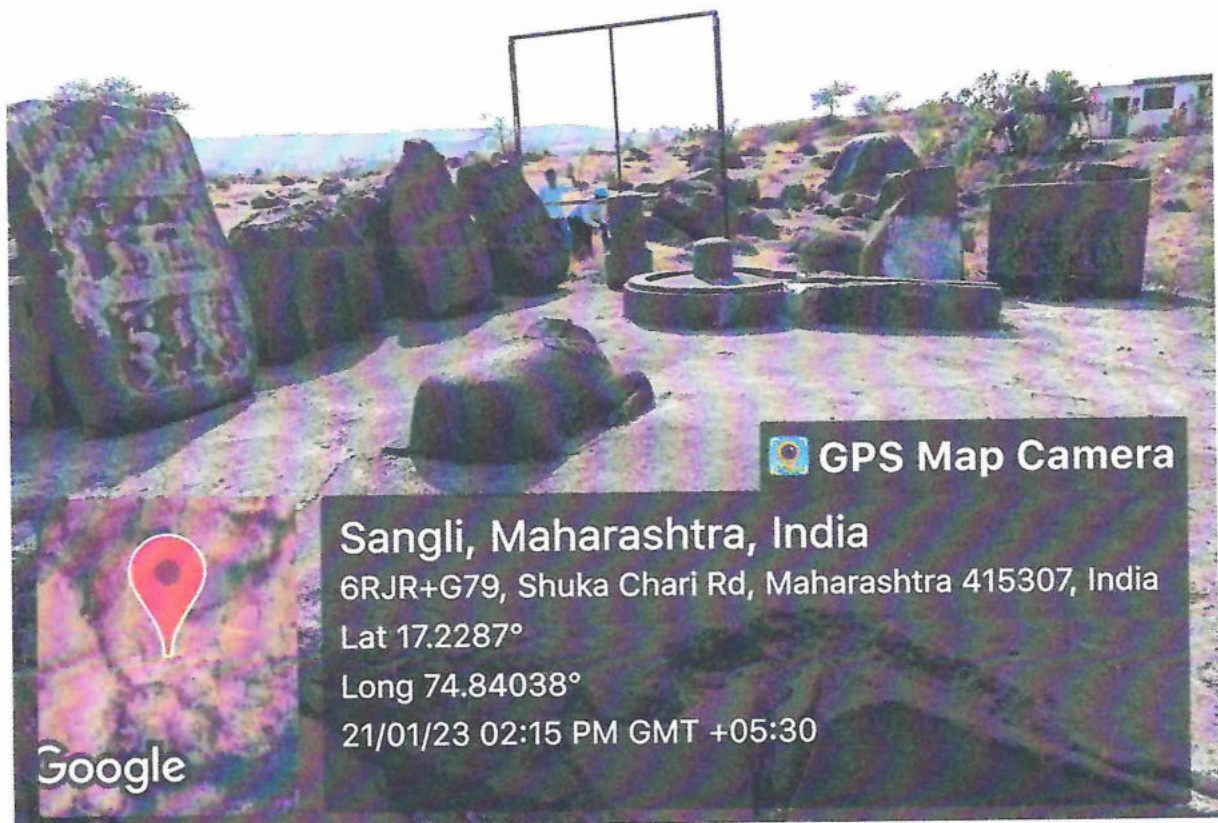 GPS Map Camera
Sangli, Maharashtra, India
6RJR+G79, Shuka Chari Rd, Maharashtra 415307, India
Lat 17.2287°
Long 74.84038°
21/01/23 02:15 PM GMT +05:30
Google